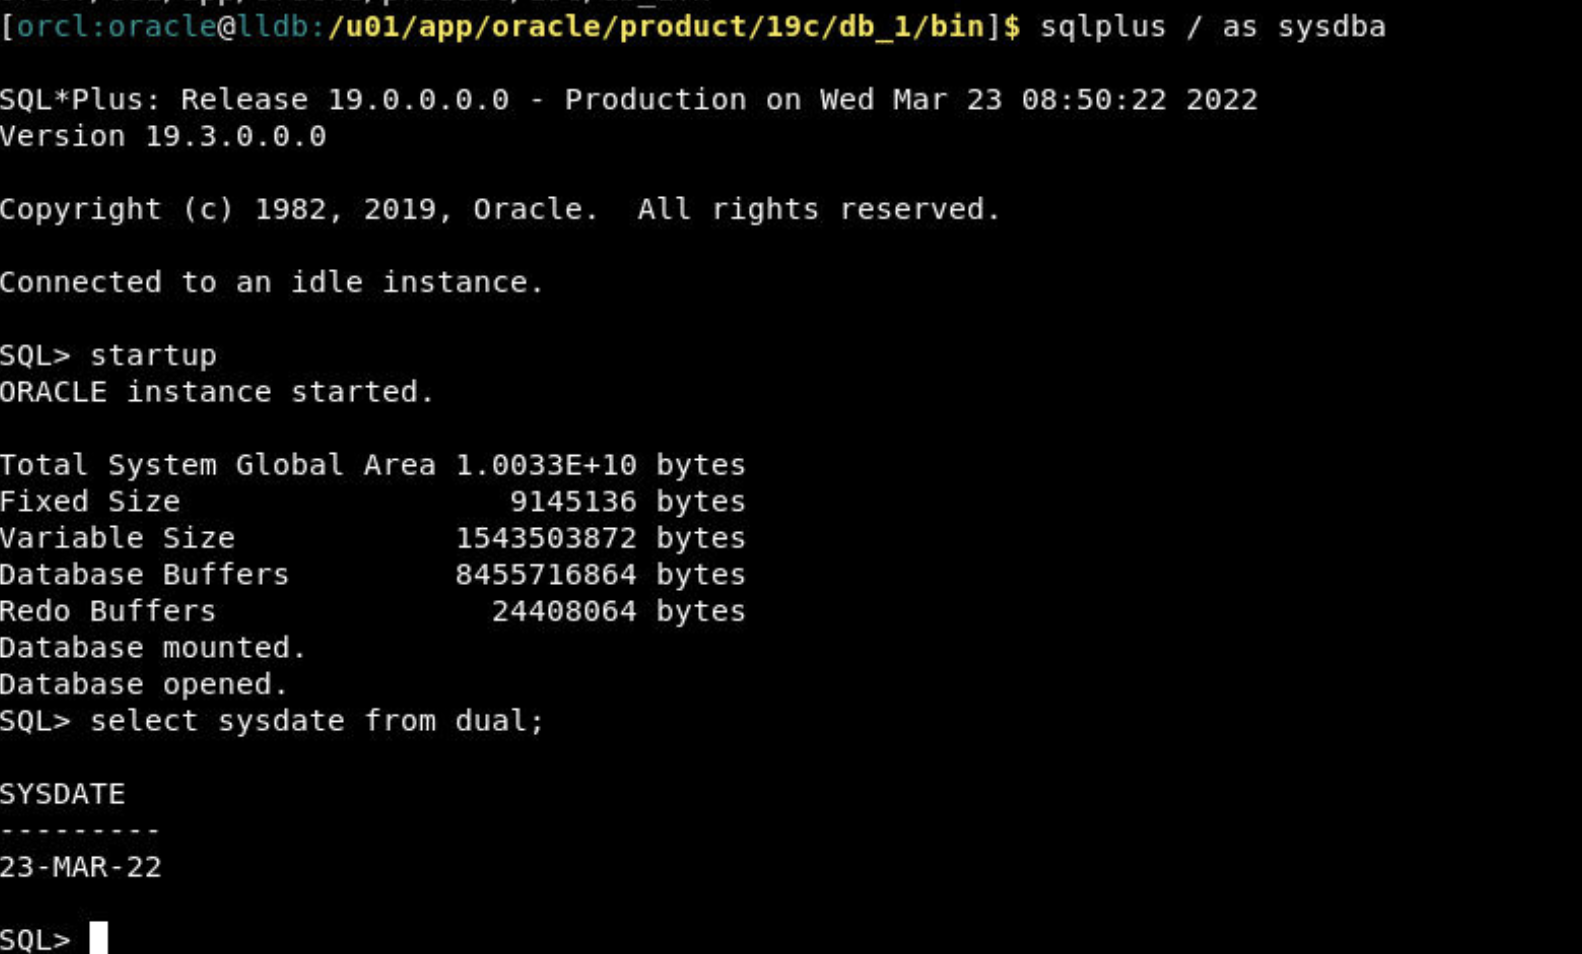 [orcl:oracle@lldb:/u01/app/oracle/product/19c/db_1/bin]$ sqlplus / as sysdba
SQL*Plus: Release 19.0.0.0.0 - Production on Wed Mar 23 08:50:22 2022
Version 19.3.0.0.0
Copyright (c) 1982, 2019, Oracle.  All rights reserved.
Connected to an idle instance.
SQL> startup
ORACLE instance started.
Total System Global Area 1.0033E+10 bytes
Fixed Size                  9145136 bytes
Variable Size            1543503872 bytes
Database Buffers         8455716864 bytes
Redo Buffers               24408064 bytes
Database mounted.
Database opened.
SQL> select sysdate from dual;
SYSDATE
---------
23-MAR-22
SQL>